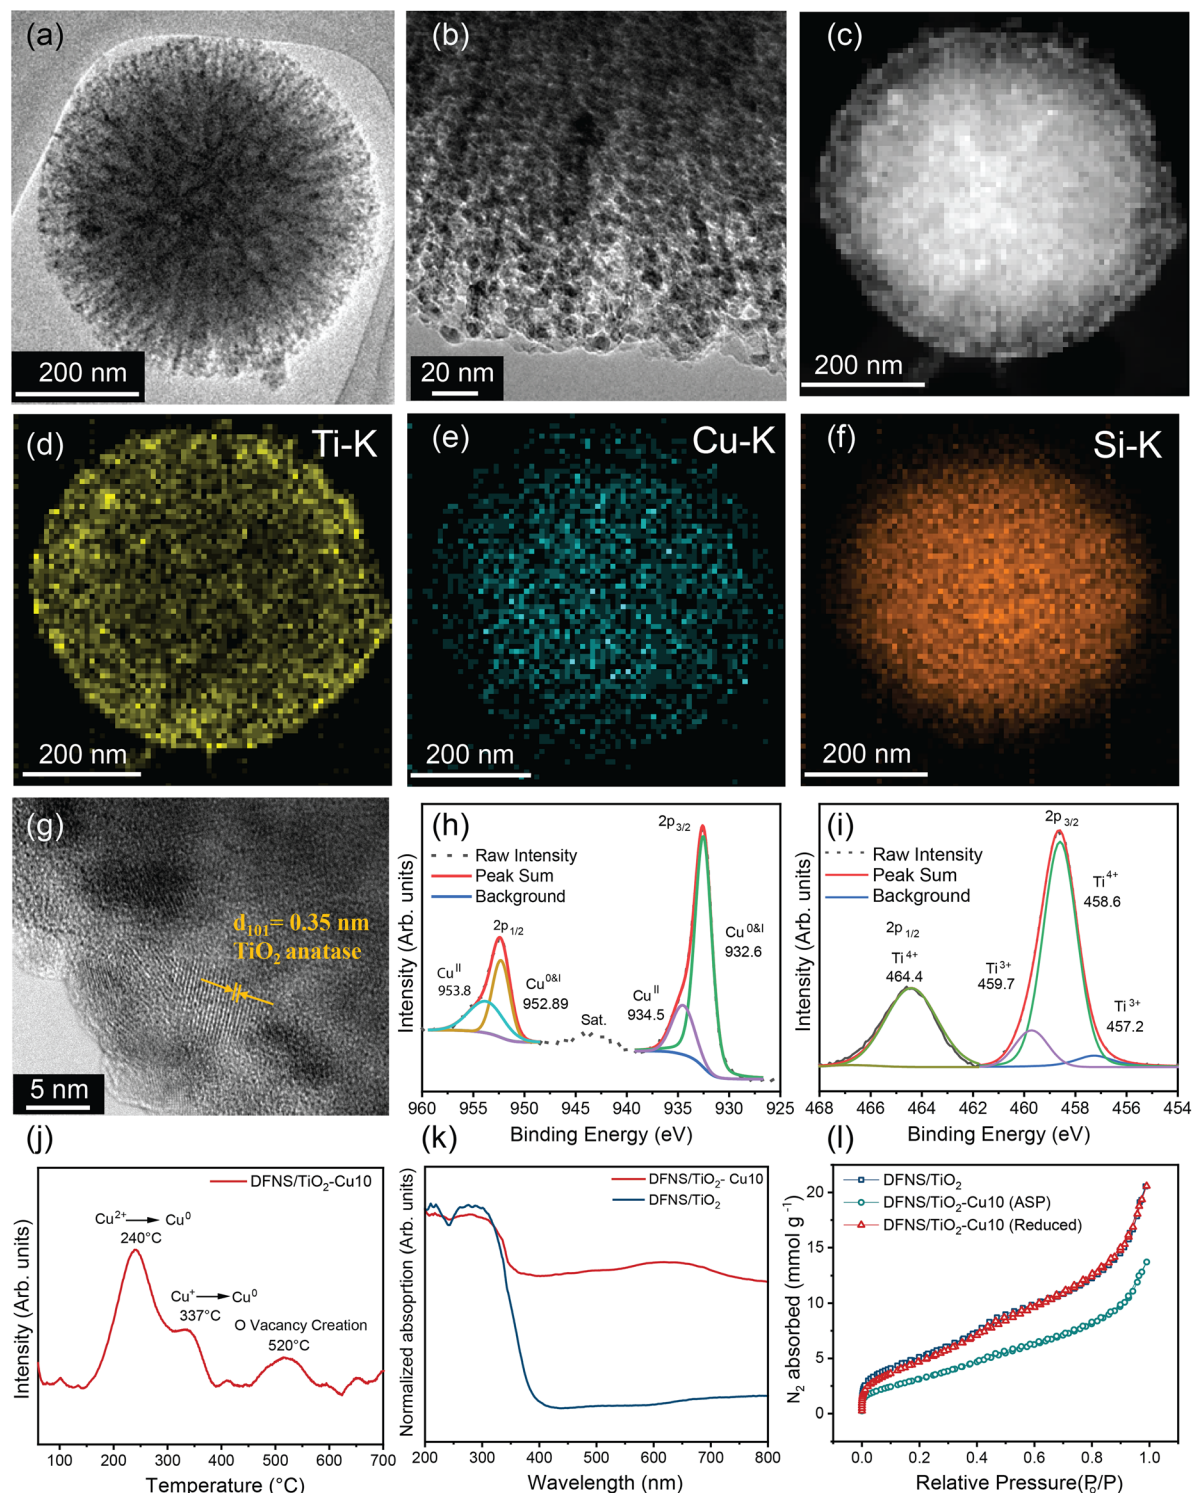 (a)
200 nm
(b)
20 nm
(c)
200 nm
(d)
Ti-K
200 nm
(e)
Cu-K
200 nm
(f)
Si-K
200 nm
(g)
d₁₀₁= 0.35 nm
TiO₂ anatase
5 nm
(h)
2p₃/₂
Raw Intensity
Peak Sum
Background
2p₁/₂
Cuᴵᴵ
953.8
Cu⁰&ᴵ
952.89
Sat.
Cuᴵᴵ
934.5
Cu⁰&ᴵ
932.6
Intensity (Arb. units)
960 955 950 945 940 935 930 925
Binding Energy (eV)
(i)
2p₃/₂
Raw Intensity
Peak Sum
Background
Ti⁴⁺
458.6
2p₁/₂
Ti⁴⁺
464.4
Ti³⁺
459.7
Ti³⁺
457.2
Intensity (Arb. units)
468 466 464 462 460 458 456 454
Binding Energy (eV)
(j)
DFNS/TiO₂-Cu10
Cu²⁺ → Cu⁰
240°C
Cu⁺ → Cu⁰
337°C
O Vacancy Creation
520°C
Intensity (Arb. units)
100 200 300 400 500 600 700
Temperature (°C)
(k)
DFNS/TiO₂- Cu10
DFNS/TiO₂
Normalized absoprtion (Arb. units)
200 300 400 500 600 700 800
Wavelength (nm)
(l)
DFNS/TiO₂
DFNS/TiO₂-Cu10 (ASP)
DFNS/TiO₂-Cu10 (Reduced)
N₂ absorbed (mmol g⁻¹)
20
15
10
5
0
0.0 0.2 0.4 0.6 0.8 1.0
Relative Pressure(P₀/P)